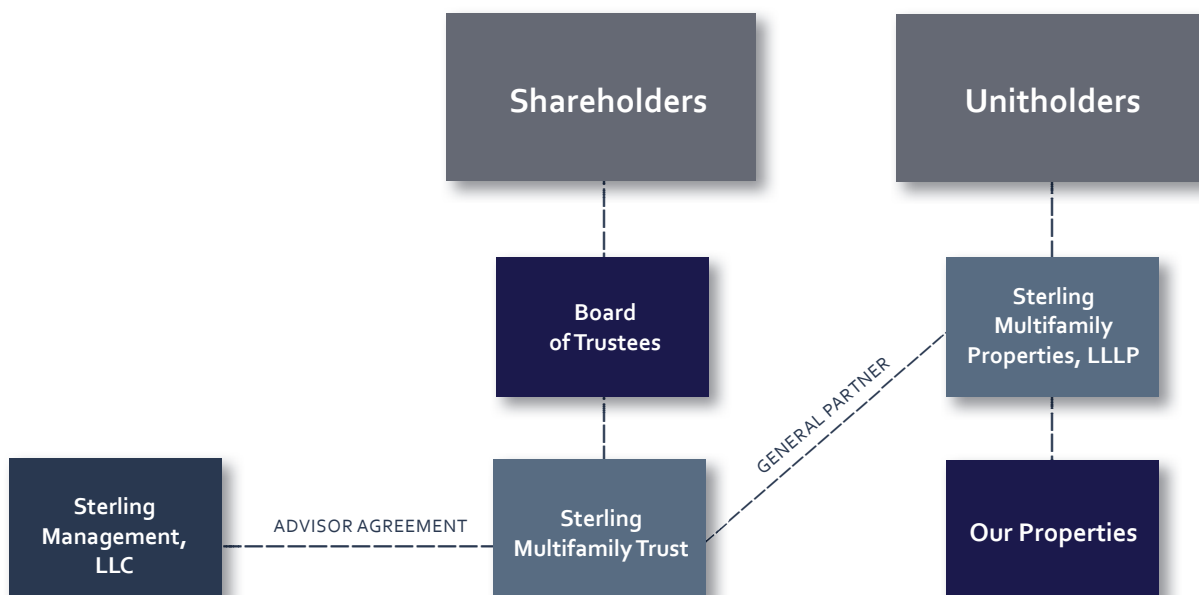 Shareholders
Unitholders
Board
of Trustees
Sterling
Multifamily
Properties, LLLP
GENERAL PARTNER
Sterling
Management,
LLC
ADVISOR AGREEMENT
Sterling
Multifamily Trust
Our Properties